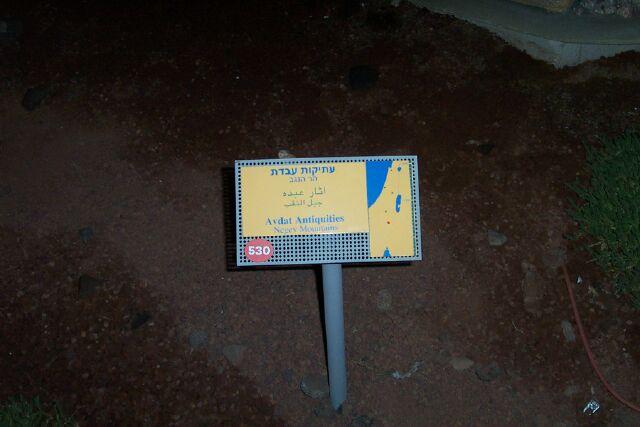 עתיקות עבדת
הר הנגב
اثار عبده
جبل النقب
Avdat Antiquities
Negev Mountains
530